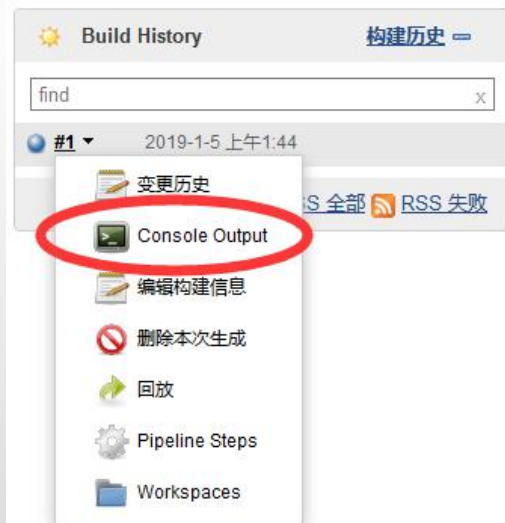 Build History 构建历史
find x
#1 2019-1-5 上午1:44
变更历史
SS 全部 RSS 失败
Console Output
编辑构建信息
删除本次生成
回放
Pipeline Steps
Workspaces